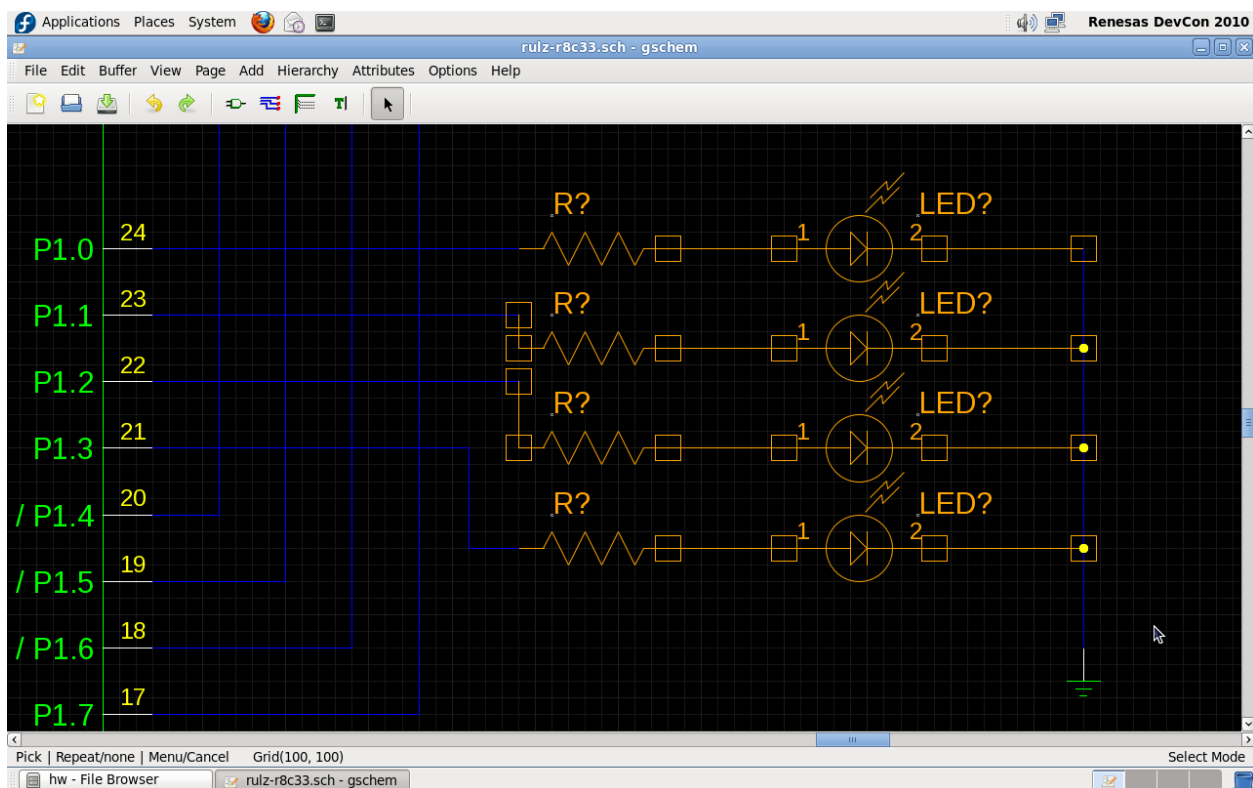 Applications Places System Renesas DevCon 2010
rulz-r8c33.sch - gschem
File Edit Buffer View Page Add Hierarchy Attributes Options Help
R? LED?
P1.0 24 1 2
R? LED?
P1.1 23
1 2
P1.2 22
R? LED?
P1.3 21 1 2
R? LED?
/ P1.4 20
1 2
/ P1.5 19
/ P1.6 18
P1.7 17
Pick | Repeat/none | Menu/Cancel Grid(100, 100) Select Mode
hw - File Browser rulz-r8c33.sch - gschem